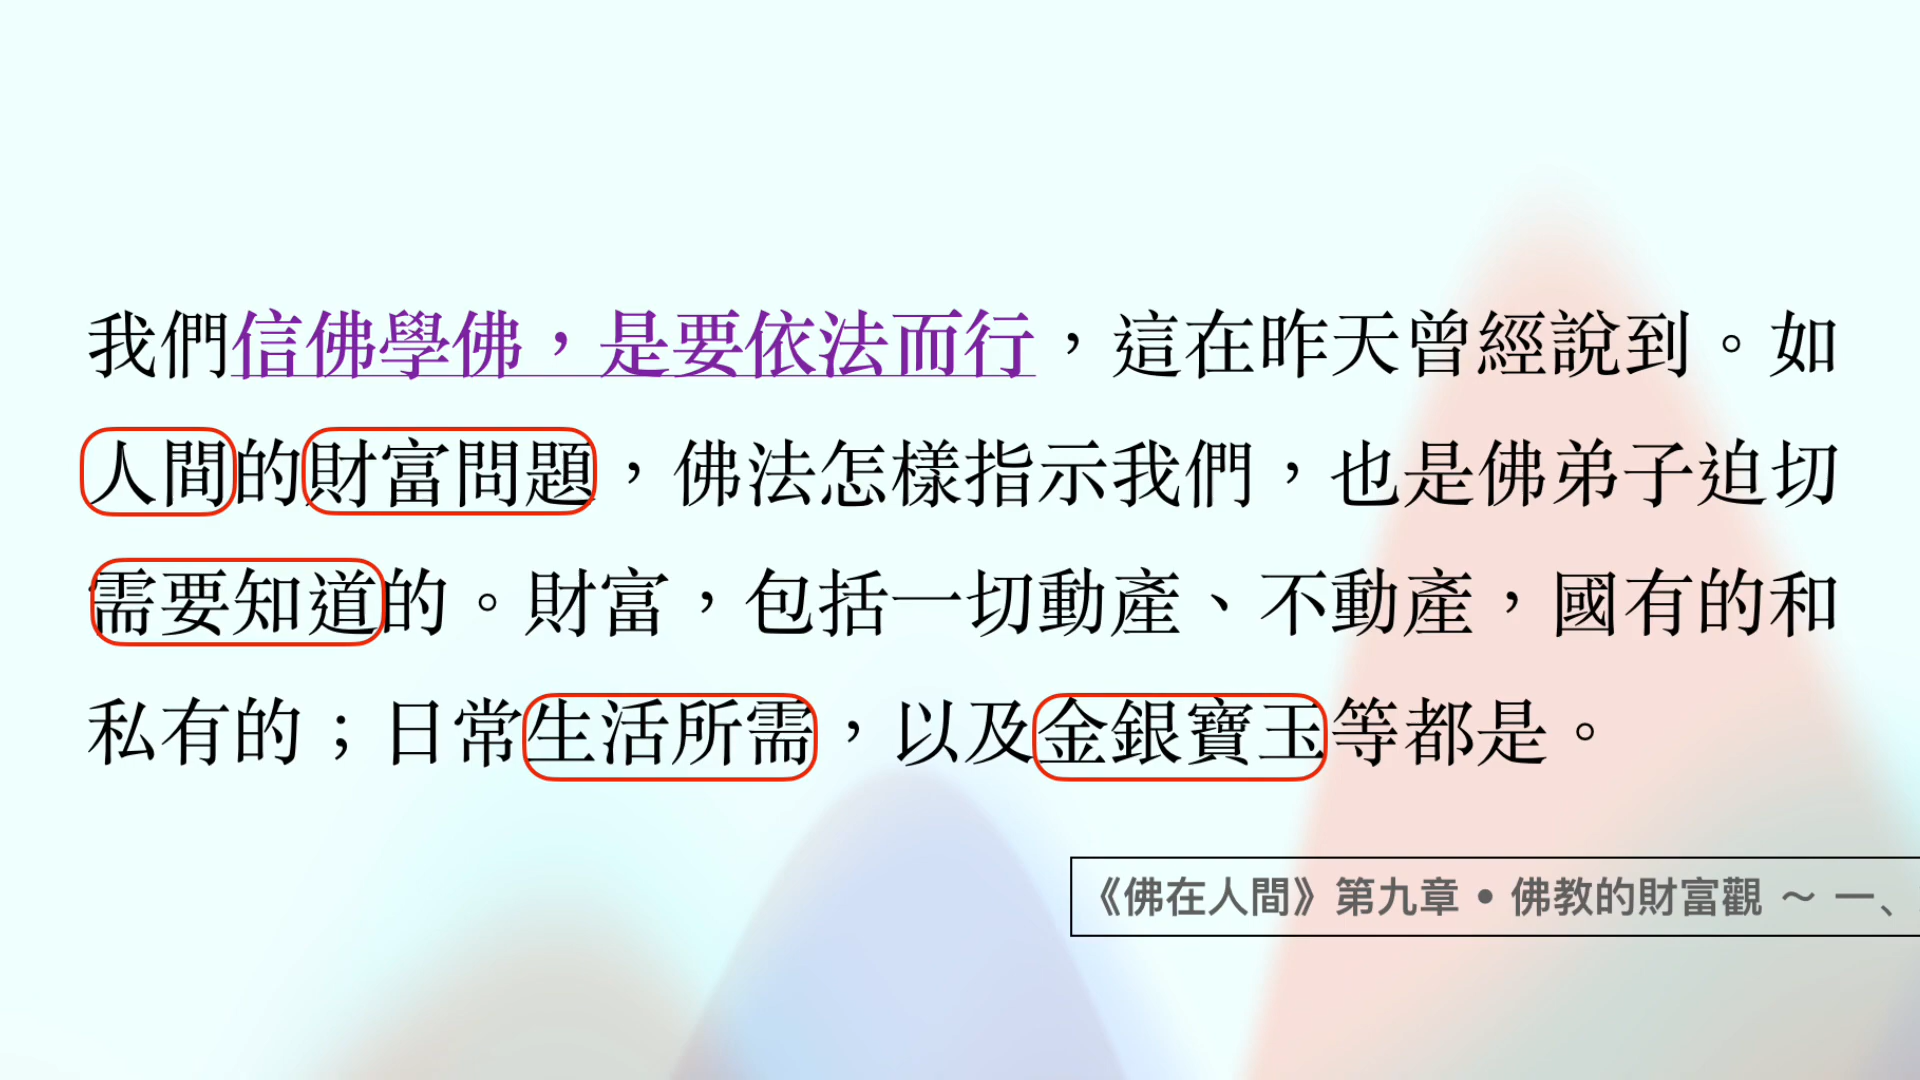 我們信佛學佛，是要依法而行，這在昨天曾經說到。如
人間的財富問題，佛法怎樣指示我們，也是佛弟子迫切
需要知道的。財富，包括一切動產、不動產，國有的和
私有的；日常生活所需，以及金銀寶玉等都是。
《佛在人間》第九章 • 佛教的財富觀 ～ 一、